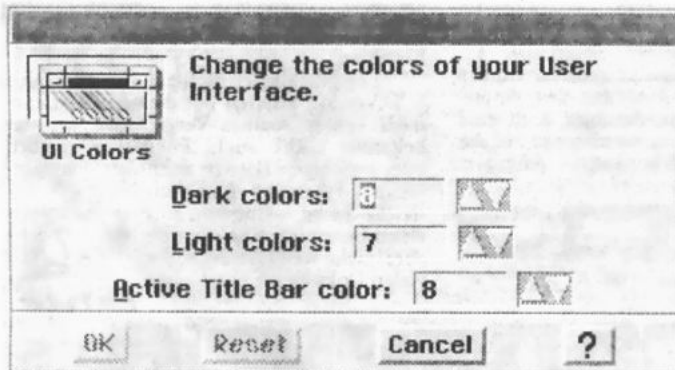 Change the colors of your User
Interface.
UI Colors
Dark colors: 8
Light colors: 7
Active Title Bar color: 8
OK Reset Cancel ?